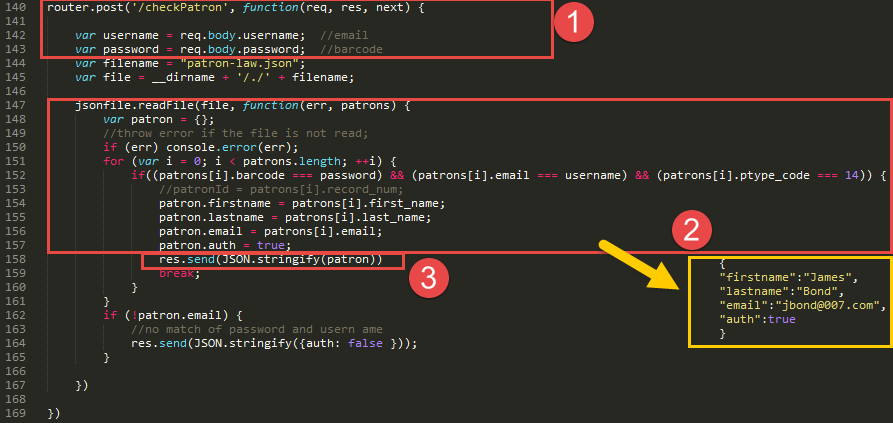 140 router.post('/checkPatron', function(req, res, next) {
141
142 var username = req.body.username; //email
143 var password = req.body.password; //barcode
144 var filename = "patron-law.json";
145 var file = __dirname + '/./' + filename;
146
147 jsonfile.readFile(file, function(err, patrons) {
148 var patron = {};
149 //throw error if the file is not read;
150 if (err) console.error(err);
151 for (var i = 0; i < patrons.length; ++i) {
152 if((patrons[i].barcode === password) && (patrons[i].email === username) && (patrons[i].ptype_code === 14)) {
153 //patronId = patrons[i].record_num;
154 patron.firstname = patrons[i].first_name;
155 patron.lastname = patrons[i].last_name;
156 patron.email = patrons[i].email;
157 patron.auth = true;
158 res.send(JSON.stringify(patron))
159 break;
160 }
161 }
162 if (!patron.email) {
163 //no match of password and usern ame
164 res.send(JSON.stringify({auth: false }));
165 }
166
167 })
168
169 })
1
2
3
{
"firstname":"James",
"lastname":"Bond",
"email":"jbond@007.com",
"auth":true
}